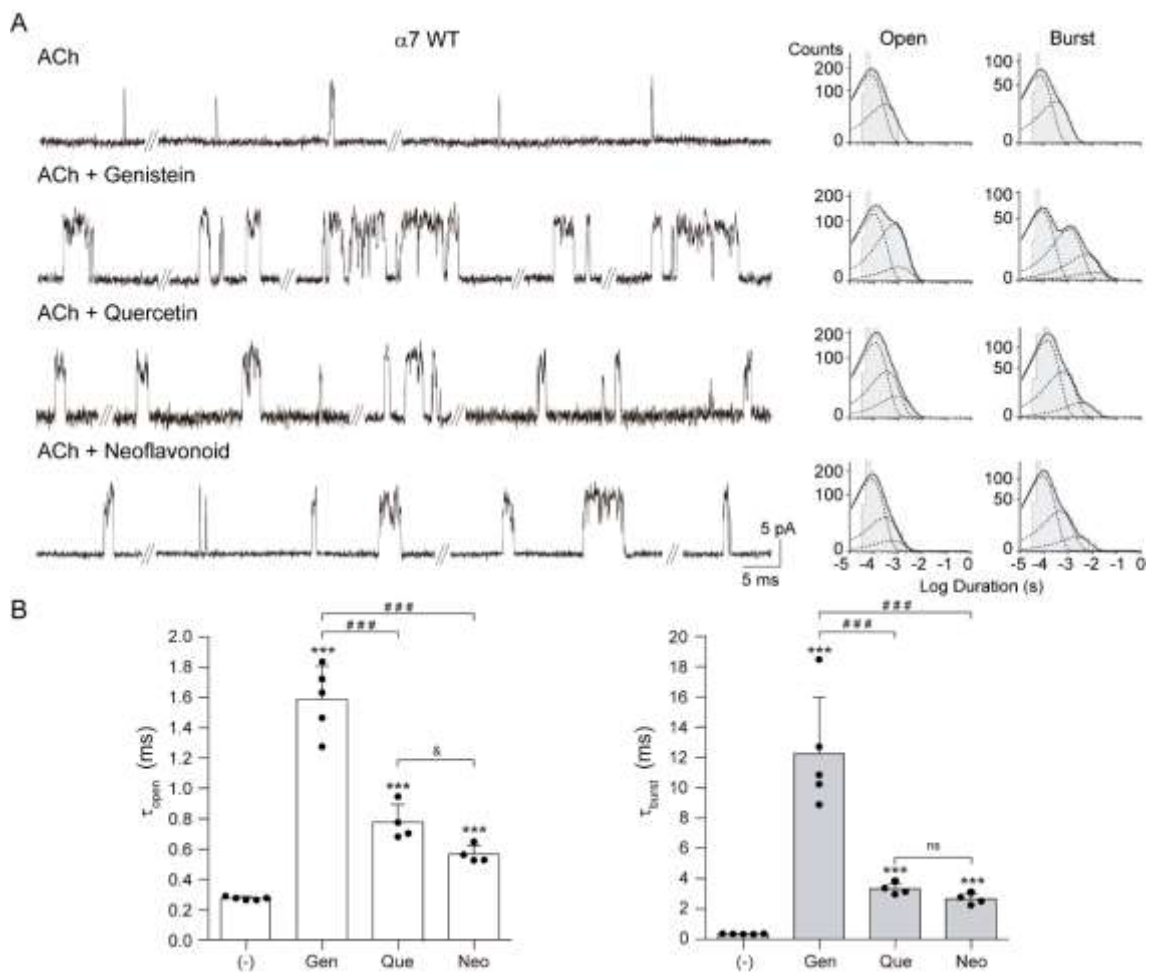 A
α7 WT
ACh
Counts
Open
Burst
200
100
0
100
50
0
ACh + Genistein
200
100
0
100
50
0
ACh + Quercetin
200
100
0
100
50
0
ACh + Neoflavonoid
200
100
0
100
50
0
5 pA
5 ms
-5 -4 -3 -2 -1 0
-5 -4 -3 -2 -1 0
Log Duration (s)
B
###
###
2.0
1.8
1.6
1.4
1.2
1.0
0.8
0.6
0.4
0.2
0.0
τopen (ms)
***
***
&
***
(-) Gen Que Neo
###
###
20
18
16
14
12
10
8
6
4
2
0
τburst (ms)
***
***
ns
***
(-) Gen Que Neo